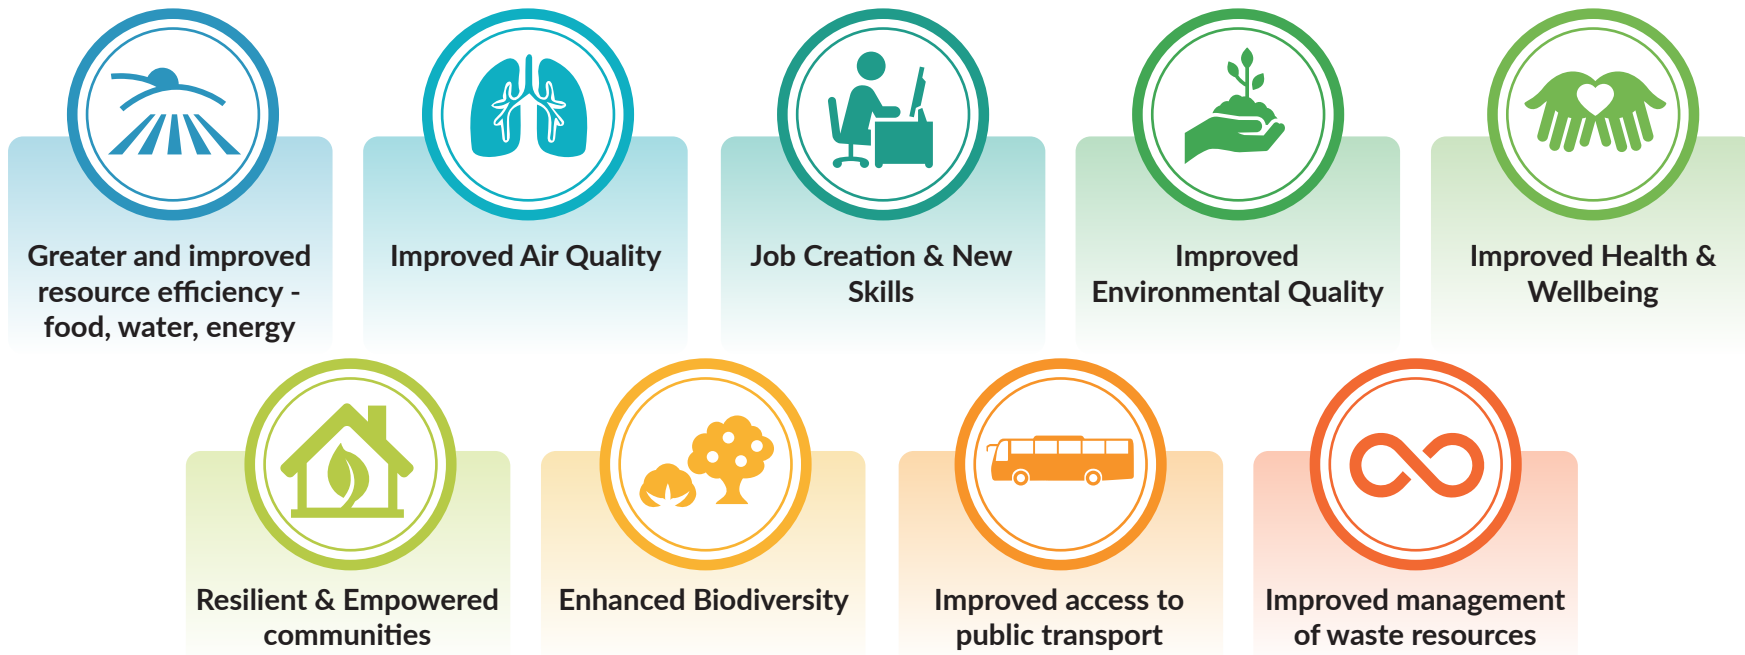 Greater and improved
resource efficiency -
food, water, energy
Improved Air Quality
Job Creation & New
Skills
Improved
Environmental Quality
Improved Health &
Wellbeing
Resilient & Empowered
communities
Enhanced Biodiversity
Improved access to
public transport
Improved management
of waste resources